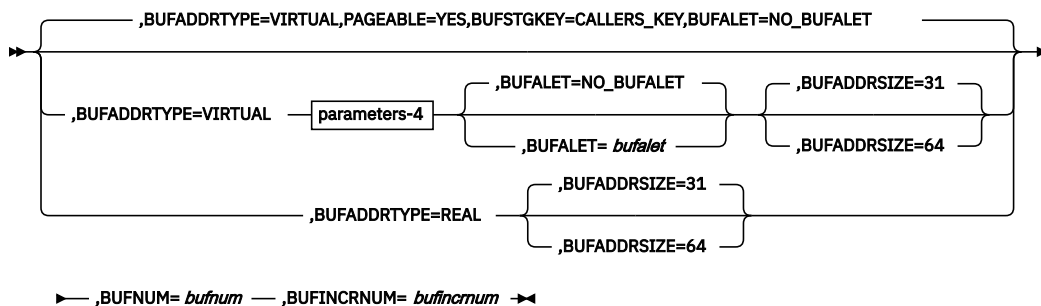 ,BUFADDRTYPE=VIRTUAL,PAGEABLE=YES,BUFSTGKEY=CALLERS_KEY,BUFALET=NO_BUFALET
,BUFADDRTYPE=VIRTUAL parameters-4 ,BUFALET=NO_BUFALET ,BUFADDRSIZE=31
,BUFALET= bufalet ,BUFADDRSIZE=64
,BUFADDRTYPE=REAL ,BUFADDRSIZE=31
,BUFADDRSIZE=64
,BUFNUM= bufnum ,BUFINCRNUM= bufincrnum